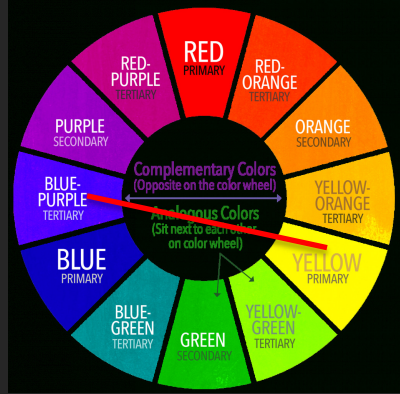 RED
PRIMARY
RED-
ORANGE
TERTIARY
ORANGE
SECONDARY
YELLOW-
ORANGE
TERTIARY
YELLOW
PRIMARY
YELLOW-
GREEN
TERTIARY
GREEN
SECONDARY
BLUE-
GREEN
TERTIARY
BLUE
PRIMARY
BLUE-
PURPLE
TERTIARY
PURPLE
SECONDARY
RED-
PURPLE
TERTIARY
Complementary Colors
(Opposite on the color wheel)
Analogous Colors
(Sit next to each other
on color wheel)